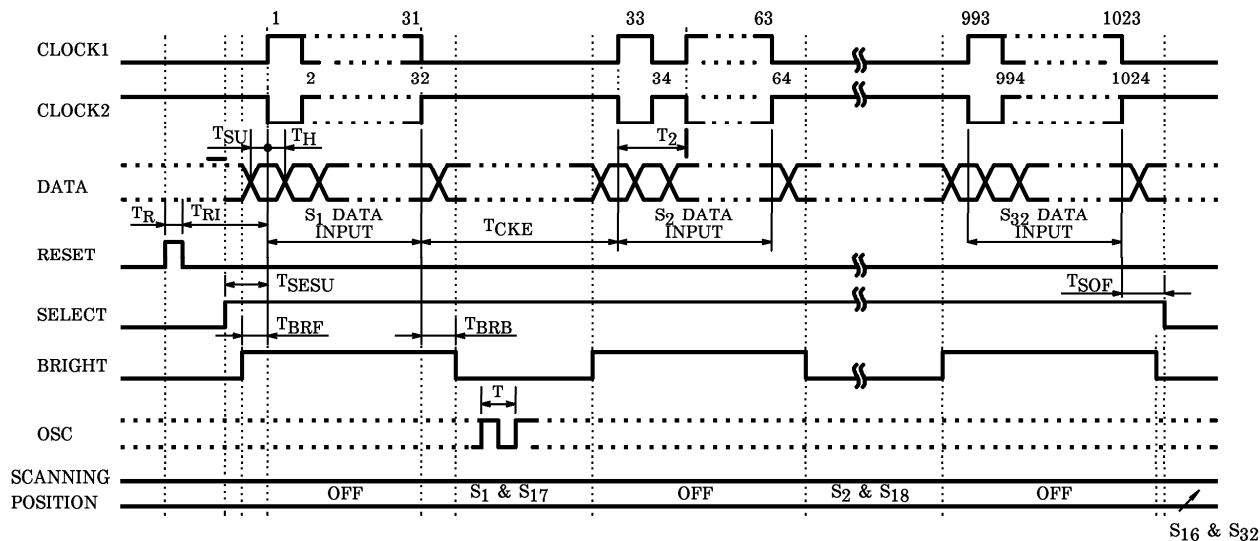 1 31 33 63 993 1023
CLOCK1
2 32 34 64 994 1024
CLOCK2
TSU TH T2
DATA
TR TRI S1 DATA INPUT TCKE S2 DATA INPUT S32 DATA INPUT
RESET
TSESU TSOF
SELECT
TBRF TBRB
BRIGHT
T
OSC
SCANNING
POSITION OFF S1 & S17 OFF S2 & S18 OFF
S16 & S32